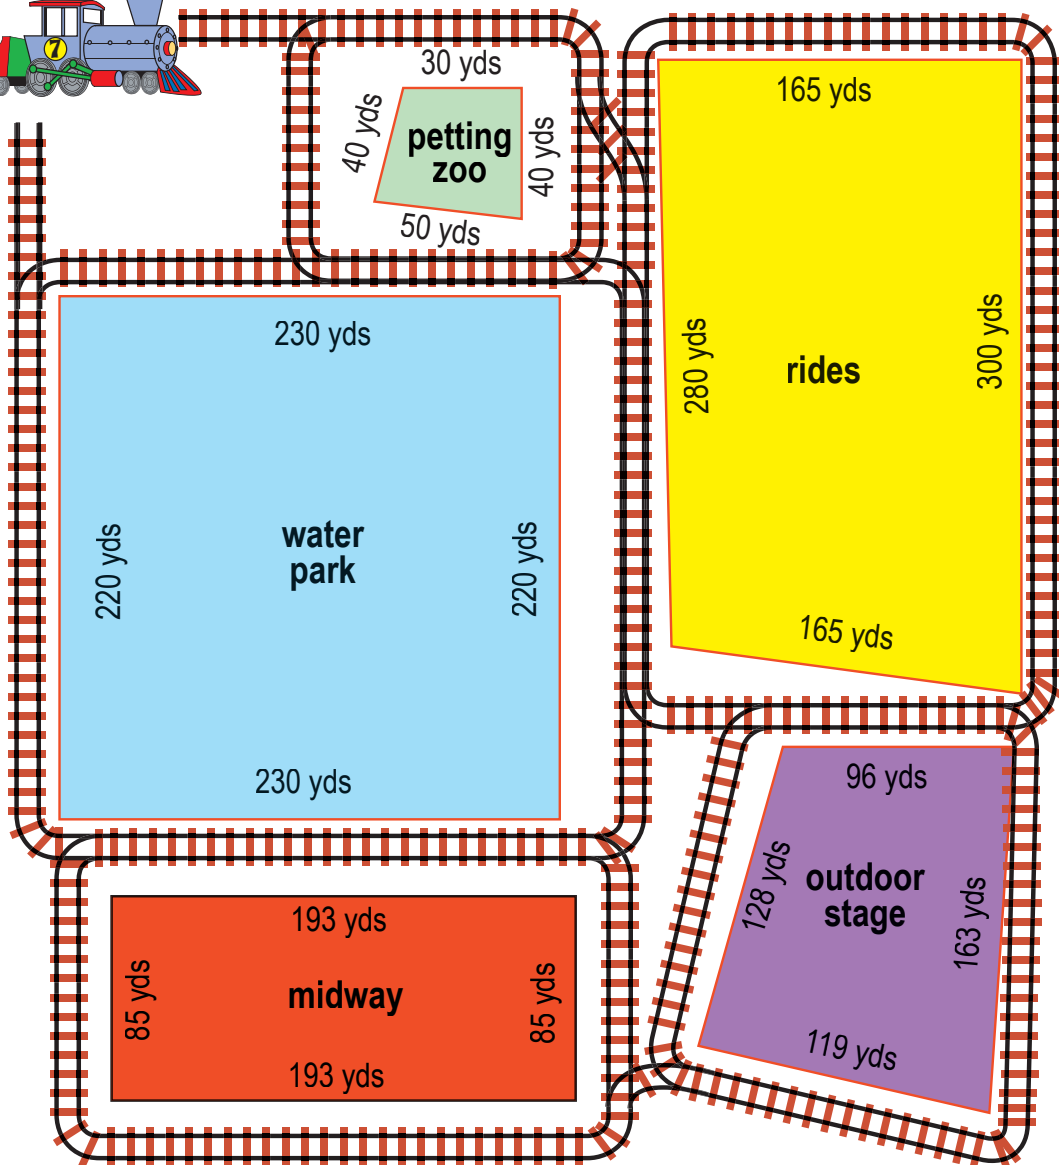 7
30 yds
40 yds
petting
zoo
40 yds
50 yds
165 yds
280 yds
rides
300 yds
165 yds
230 yds
220 yds
water
park
220 yds
230 yds
96 yds
128 yds
outdoor
stage
163 yds
119 yds
193 yds
85 yds
midway
85 yds
193 yds